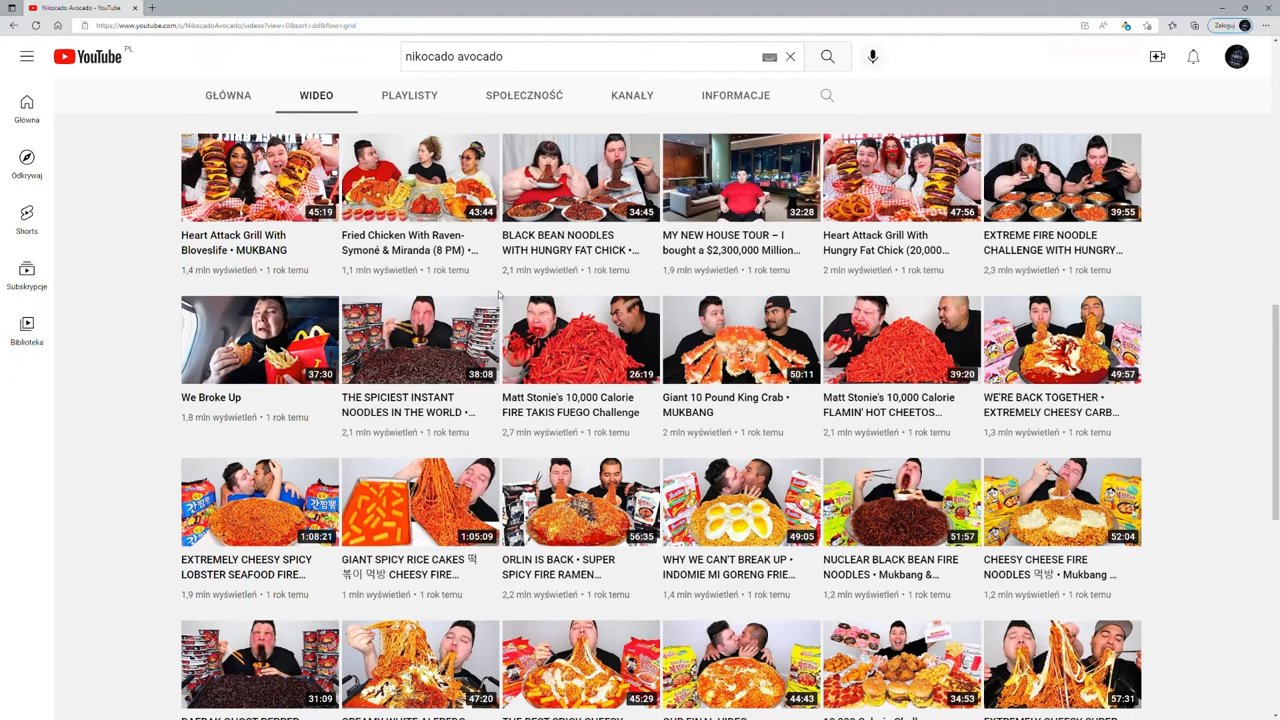 Nikocado Avocado - YouTube
https://www.youtube.com/c/NikocadoAvocado/videos?view=0&sort=dd&flow=grid
Zaloguj
YouTube PL
nikocado avocado
GŁÓWNA WIDEO PLAYLISTY SPOŁECZNOŚĆ KANAŁY INFORMACJE
Główna
Odkrywaj
Shorts
Subskrypcje
Biblioteka
45:19 43:44 34:45 32:28 47:56 39:55
Heart Attack Grill With
Bloveslife • MUKBANG
1,4 mln wyświetleń • 1 rok temu
Fried Chicken With Raven-
Symoné & Miranda (8 PM) •...
1,1 mln wyświetleń • 1 rok temu
BLACK BEAN NOODLES
WITH HUNGRY FAT CHICK •...
2,1 mln wyświetleń • 1 rok temu
MY NEW HOUSE TOUR – I
bought a $2,300,000 Million...
1,9 mln wyświetleń • 1 rok temu
Heart Attack Grill With
Hungry Fat Chick (20,000...
2 mln wyświetleń • 1 rok temu
EXTREME FIRE NOODLE
CHALLENGE WITH HUNGRY...
2,3 mln wyświetleń • 1 rok temu
37:30 38:08 26:19 50:11 39:20 49:57
We Broke Up
1,8 mln wyświetleń • 1 rok temu
THE SPICIEST INSTANT
NOODLES IN THE WORLD •...
2,1 mln wyświetleń • 1 rok temu
Matt Stonie's 10,000 Calorie
FIRE TAKIS FUEGO Challenge
2,7 mln wyświetleń • 1 rok temu
Giant 10 Pound King Crab •
MUKBANG
2 mln wyświetleń • 1 rok temu
Matt Stonie's 10,000 Calorie
FLAMIN' HOT CHEETOS...
2,1 mln wyświetleń • 1 rok temu
WE'RE BACK TOGETHER •
EXTREMELY CHEESY CARB...
1,3 mln wyświetleń • 1 rok temu
1:08:21 1:05:09 56:35 49:05 51:57 52:04
EXTREMELY CHEESY SPICY
LOBSTER SEAFOOD FIRE...
1,9 mln wyświetleń • 1 rok temu
GIANT SPICY RICE CAKES 떡
볶이 먹방 CHEESY FIRE...
1 mln wyświetleń • 1 rok temu
ORLIN IS BACK • SUPER
SPICY FIRE RAMEN...
2,2 mln wyświetleń • 1 rok temu
WHY WE CAN'T BREAK UP •
INDOMIE MI GORENG FRIE...
1,4 mln wyświetleń • 1 rok temu
NUCLEAR BLACK BEAN FIRE
NOODLES • Mukbang &...
1,2 mln wyświetleń • 1 rok temu
CHEESY CHEESE FIRE
NOODLES 먹방 • Mukbang ...
1,2 mln wyświetleń • 1 rok temu
31:09 47:20 45:29 44:43 34:53 57:31